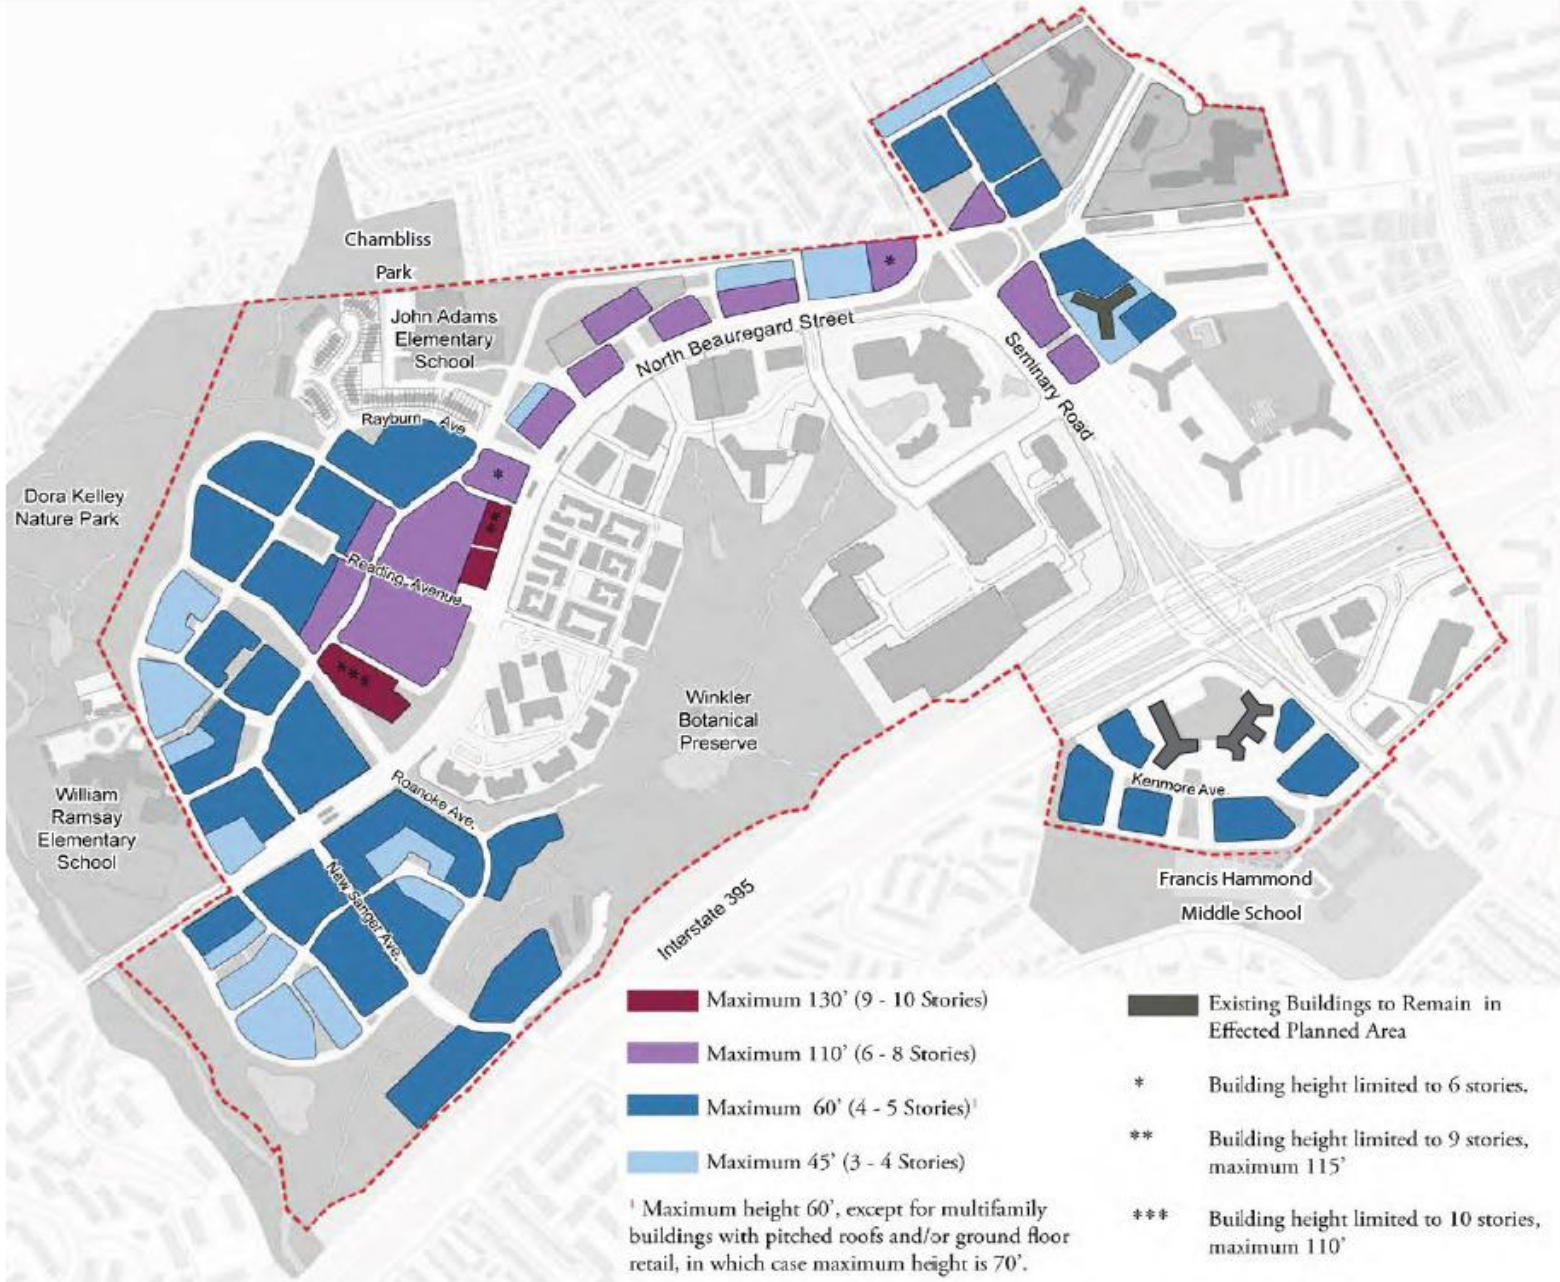 Chambliss
Park
John Adams
Elementary
School
North Beauregard Street
Seminary Road
Rayburn Ave
Dora Kelley
Nature Park
*
*
**
Reading Avenue
***
Winkler
Botanical
Preserve
William
Ramsay
Elementary
School
Roanoke Ave.
Kenmore Ave.
New Sanger Ave.
Francis Hammond
Middle School
Interstate 395
Maximum 130’ (9 - 10 Stories)
Maximum 110’ (6 - 8 Stories)
Maximum 60’ (4 - 5 Stories)¹
Maximum 45’ (3 - 4 Stories)
¹ Maximum height 60’, except for multifamily
buildings with pitched roofs and/or ground floor
retail, in which case maximum height is 70’.
Existing Buildings to Remain in
Effected Planned Area
* Building height limited to 6 stories.
** Building height limited to 9 stories,
maximum 115’
*** Building height limited to 10 stories,
maximum 110’